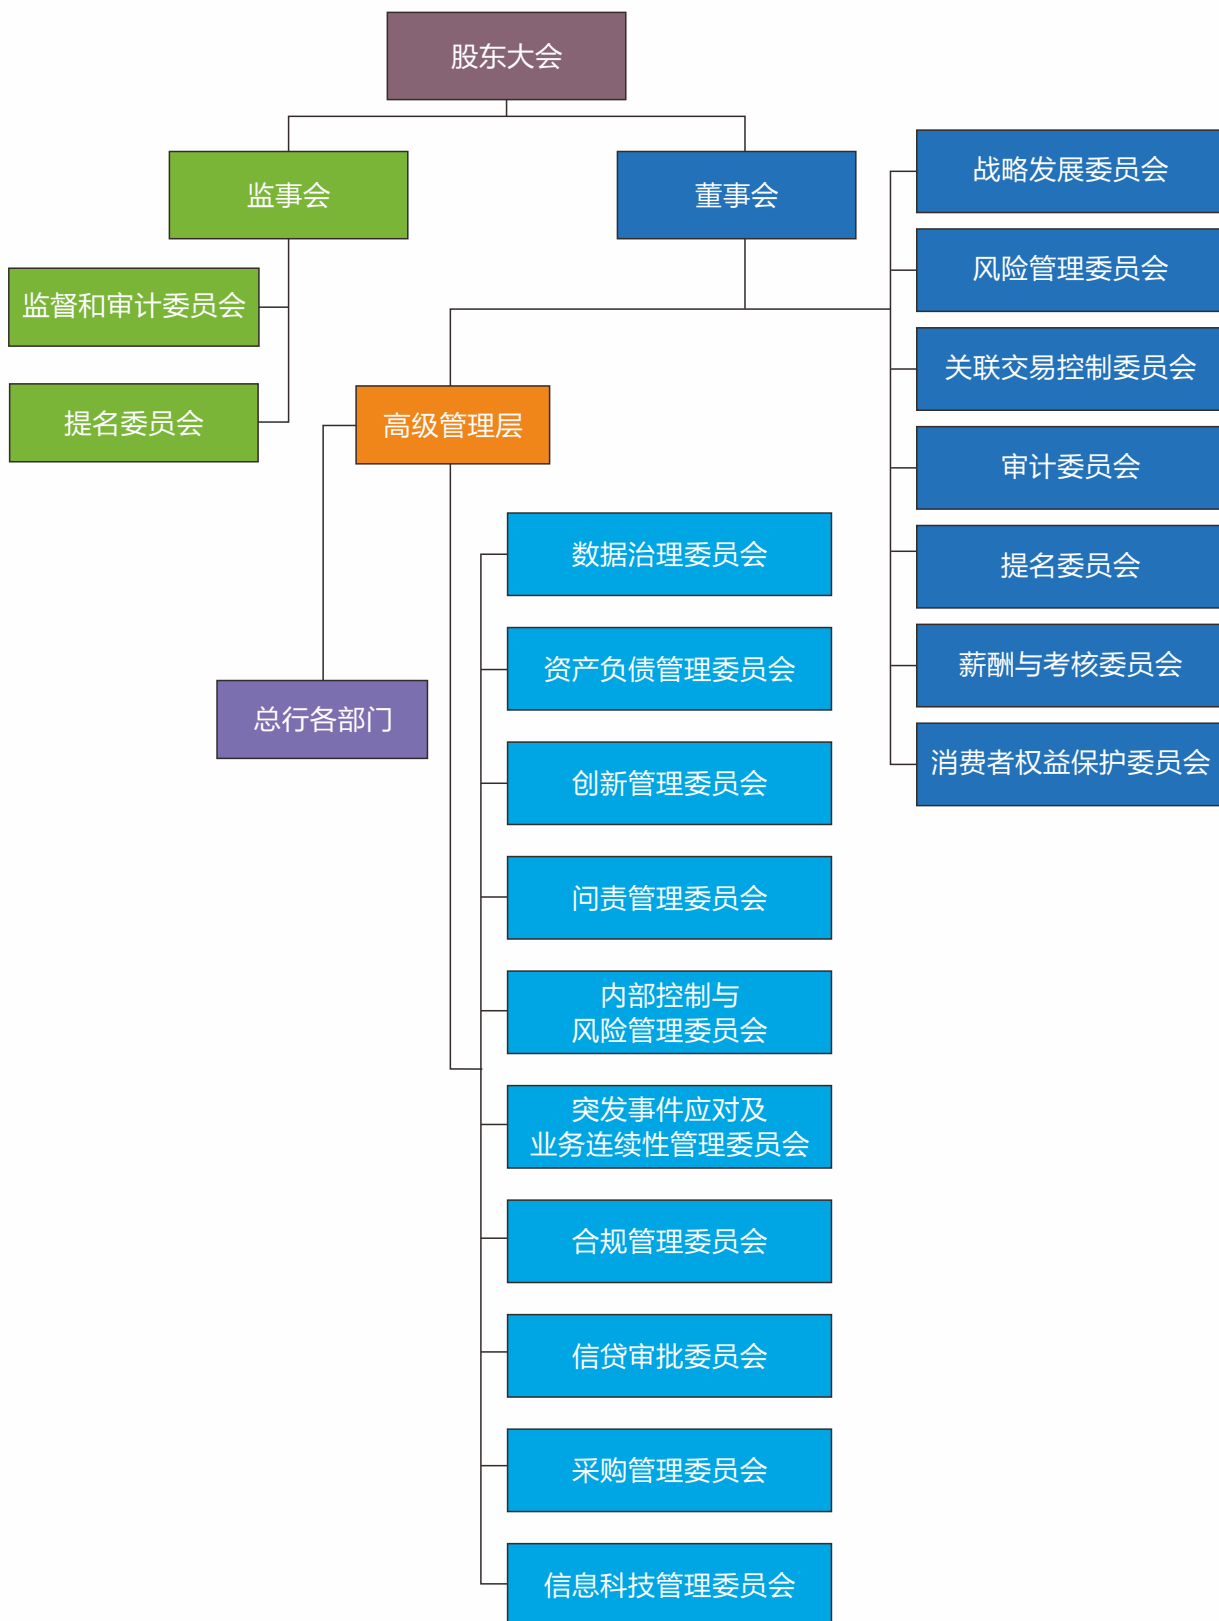 股东大会
监事会
董事会
监督和审计委员会
提名委员会
高级管理层
总行各部门
战略发展委员会
风险管理委员会
关联交易控制委员会
审计委员会
提名委员会
薪酬与考核委员会
消费者权益保护委员会
数据治理委员会
资产负债管理委员会
创新管理委员会
问责管理委员会
内部控制与
风险管理委员会
突发事件应对及
业务连续性管理委员会
合规管理委员会
信贷审批委员会
采购管理委员会
信息科技管理委员会